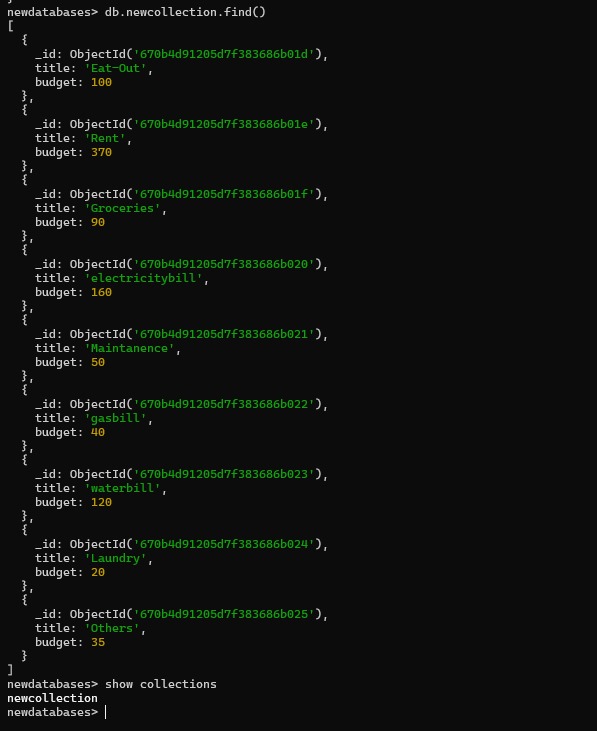 newdatabases> db.newcollection.find()
[
  {
    _id: ObjectId('670b4d91205d7f383686b01d'),
    title: 'Eat-Out',
    budget: 100
  },
  {
    _id: ObjectId('670b4d91205d7f383686b01e'),
    title: 'Rent',
    budget: 370
  },
  {
    _id: ObjectId('670b4d91205d7f383686b01f'),
    title: 'Groceries',
    budget: 90
  },
  {
    _id: ObjectId('670b4d91205d7f383686b020'),
    title: 'electricitybill',
    budget: 160
  },
  {
    _id: ObjectId('670b4d91205d7f383686b021'),
    title: 'Maintanence',
    budget: 50
  },
  {
    _id: ObjectId('670b4d91205d7f383686b022'),
    title: 'gasbill',
    budget: 40
  },
  {
    _id: ObjectId('670b4d91205d7f383686b023'),
    title: 'waterbill',
    budget: 120
  },
  {
    _id: ObjectId('670b4d91205d7f383686b024'),
    title: 'Laundry',
    budget: 20
  },
  {
    _id: ObjectId('670b4d91205d7f383686b025'),
    title: 'Others',
    budget: 35
  }
]
newdatabases> show collections
newcollection
newdatabases>